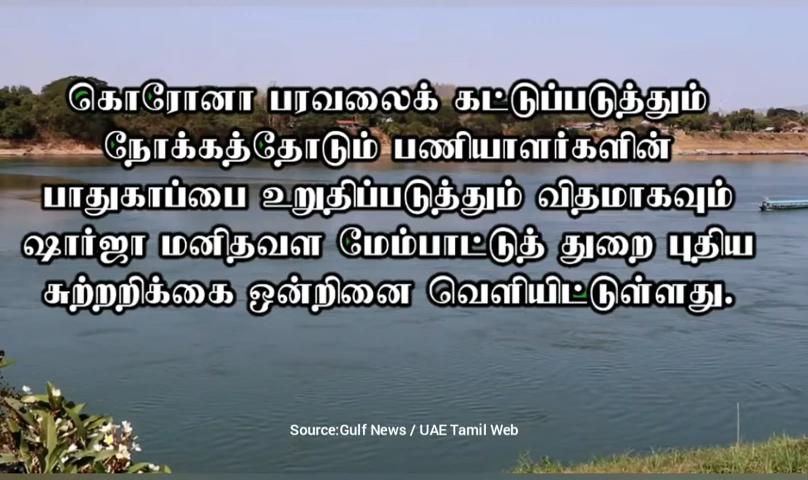 கொரோனா பரவலைக் கட்டுப்படுத்தும்
நோக்கத்தோடும் பணியாளர்களின்
பாதுகாப்பை உறுதிப்படுத்தும் விதமாகவும்
ஷார்ஜா மனிதவள மேம்பாட்டுத் துறை புதிய
சுற்றறிக்கை ஒன்றினை வெளியிட்டுள்ளது.
Source:Gulf News / UAE Tamil Web